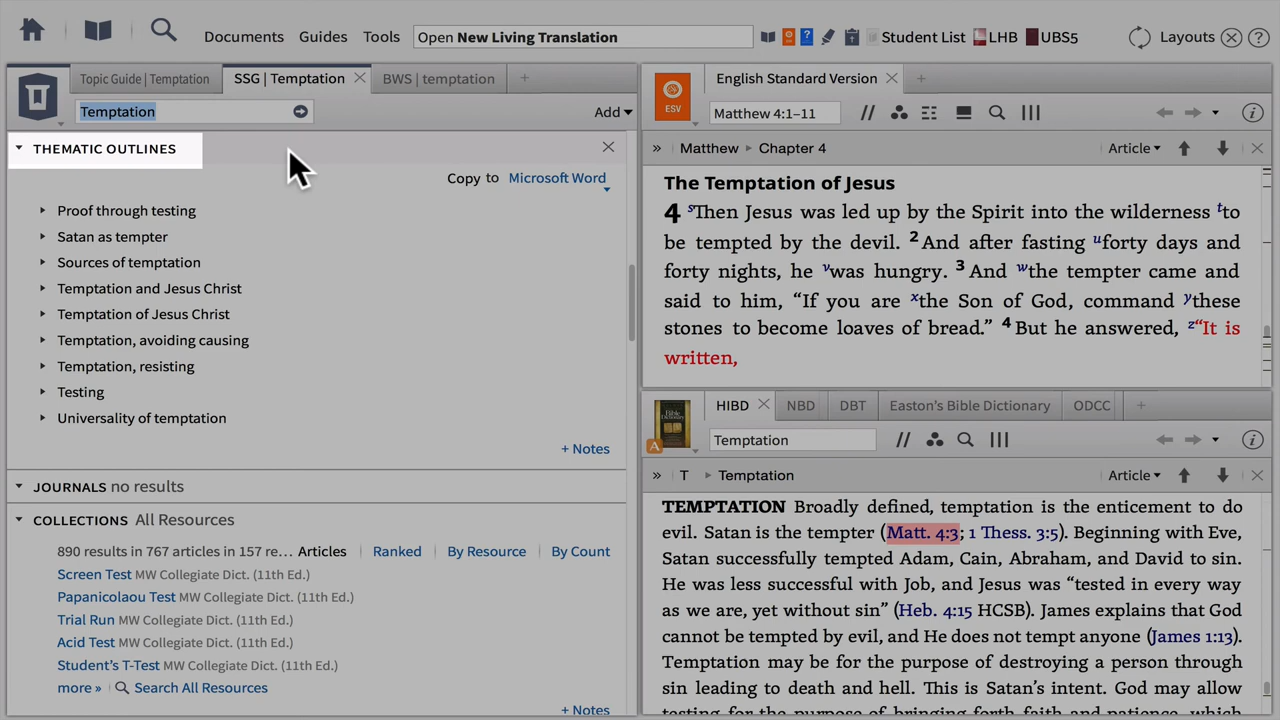 Documents Guides Tools Open New Living Translation Student List LHB UBS5 Layouts
Topic Guide | Temptation SSG | Temptation BWS | temptation
Temptation Add
THEMATIC OUTLINES
Copy to Microsoft Word
Proof through testing
Satan as tempter
Sources of temptation
Temptation and Jesus Christ
Temptation of Jesus Christ
Temptation, avoiding causing
Temptation, resisting
Testing
Universality of temptation
+ Notes
JOURNALS no results
COLLECTIONS All Resources
890 results in 767 articles in 157 re... Articles Ranked By Resource By Count
Screen Test MW Collegiate Dict. (11th Ed.)
Papanicolaou Test MW Collegiate Dict. (11th Ed.)
Trial Run MW Collegiate Dict. (11th Ed.)
Acid Test MW Collegiate Dict. (11th Ed.)
Student's T-Test MW Collegiate Dict. (11th Ed.)
more » Search All Resources
+ Notes
English Standard Version
ESV
Matthew 4:1–11
» Matthew Chapter 4 Article
The Temptation of Jesus
4 sThen Jesus was led up by the Spirit into the wilderness tto
be tempted by the devil. 2 And after fasting uforty days and
forty nights, he vwas hungry. 3 And wthe tempter came and
said to him, “If you are xthe Son of God, command ythese
stones to become loaves of bread.” 4 But he answered, z“It is
written,
HIBD NBD DBT Easton's Bible Dictionary ODCC
Temptation
» T Temptation Article
TEMPTATION Broadly defined, temptation is the enticement to do
evil. Satan is the tempter (Matt. 4:3; 1 Thess. 3:5). Beginning with Eve,
Satan successfully tempted Adam, Cain, Abraham, and David to sin.
He was less successful with Job, and Jesus was “tested in every way
as we are, yet without sin” (Heb. 4:15 HCSB). James explains that God
cannot be tempted by evil, and He does not tempt anyone (James 1:13).
Temptation may be for the purpose of destroying a person through
sin leading to death and hell. This is Satan's intent. God may allow
testing for the purpose of bringing forth faith and patience, which